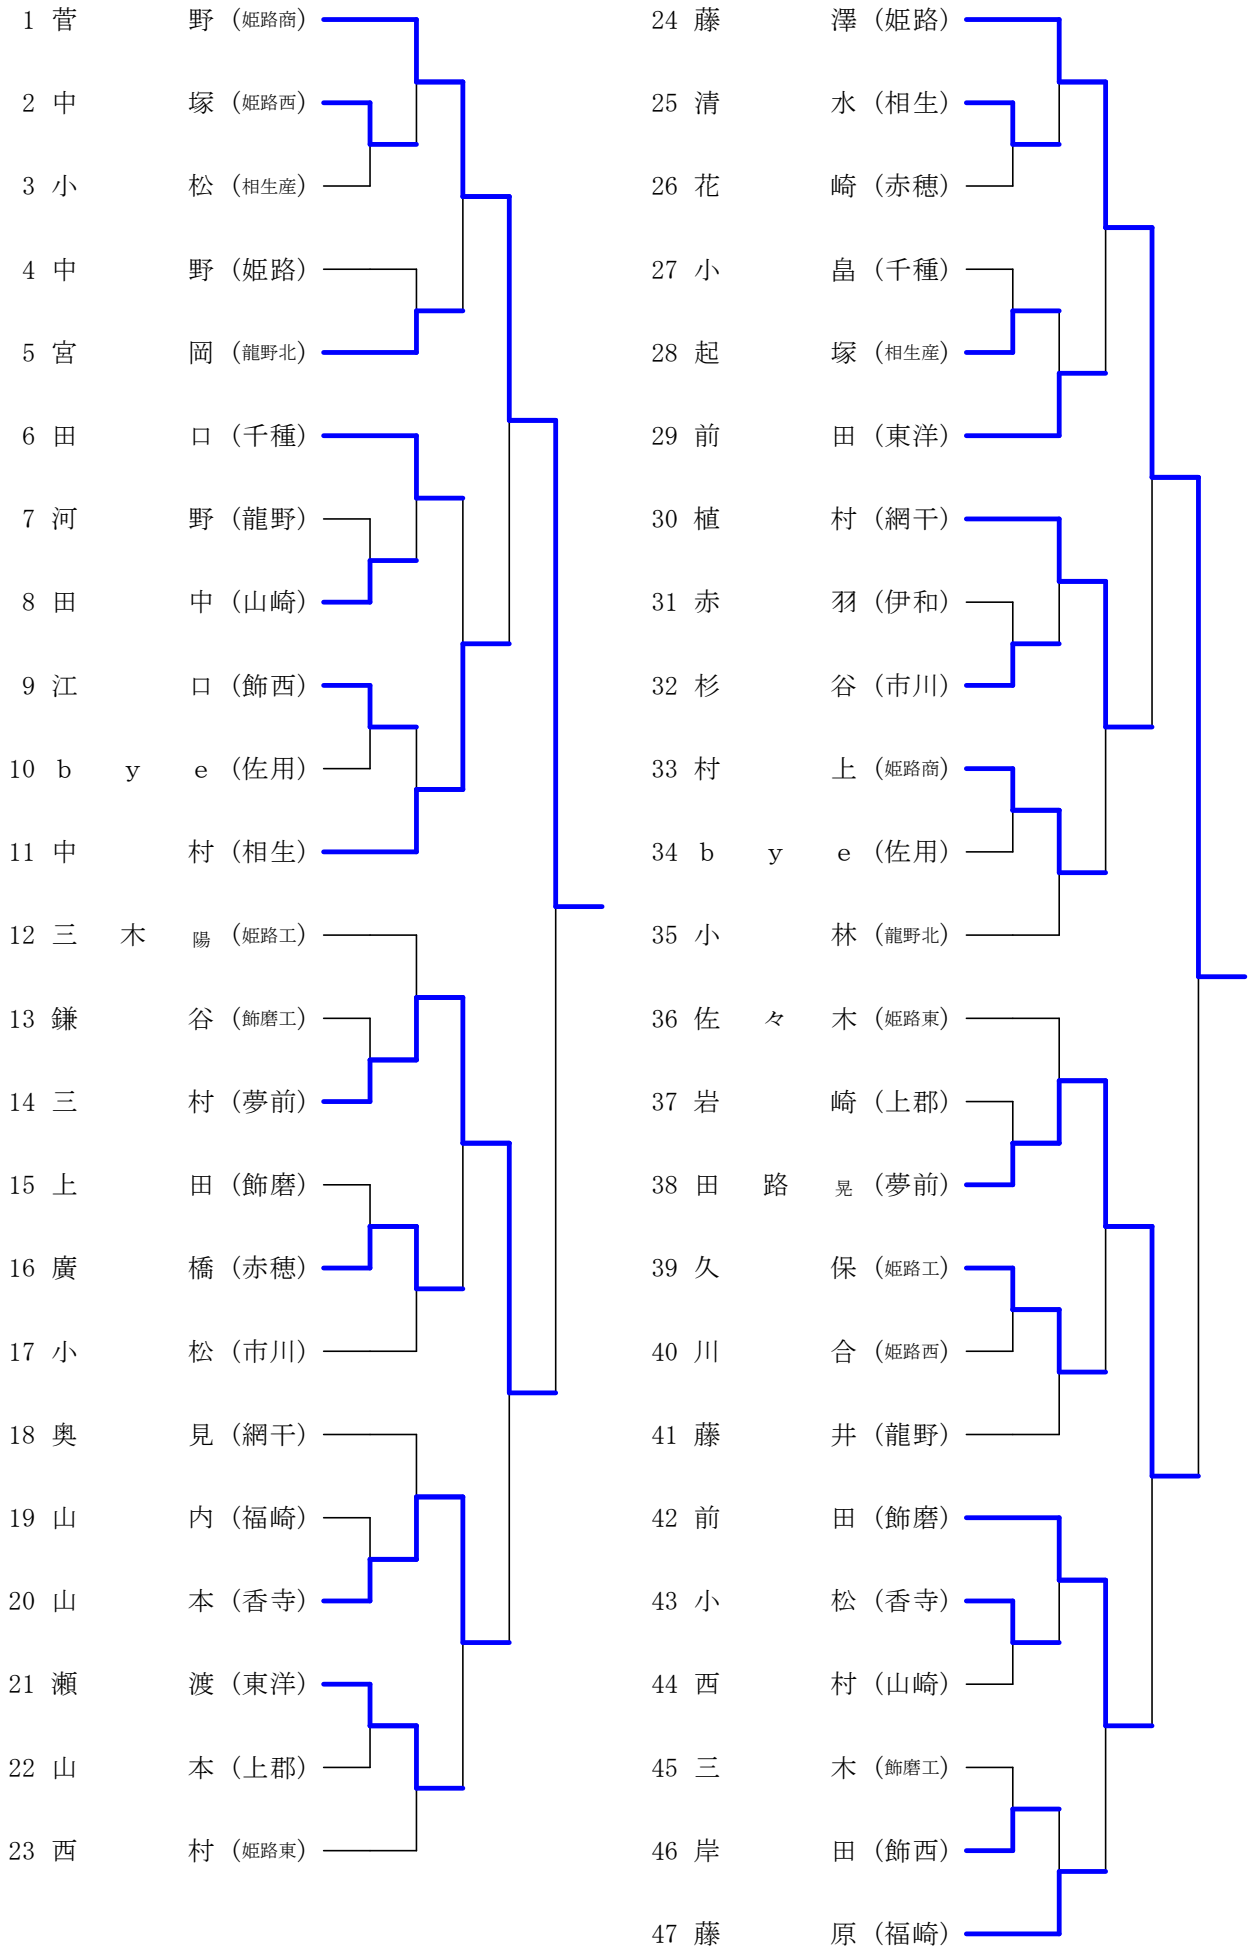 1 菅野 (姫路商)
2 中塚 (姫路西)
3 小松 (相生産)
4 中野 (姫路)
5 宮岡 (龍野北)
6 田口 (千種)
7 河野 (龍野)
8 田中 (山崎)
9 江口 (飾西)
10 ｂｙｅ (佐用)
11 中村 (相生)
12 三木陽 (姫路工)
13 鎌谷 (飾磨工)
14 三村 (夢前)
15 上田 (飾磨)
16 廣橋 (赤穂)
17 小松 (市川)
18 奥見 (網干)
19 山内 (福崎)
20 山本 (香寺)
21 瀬渡 (東洋)
22 山本 (上郡)
23 西村 (姫路東)
24 藤澤 (姫路)
25 清水 (相生)
26 花崎 (赤穂)
27 小畠 (千種)
28 起塚 (相生産)
29 前田 (東洋)
30 植村 (網干)
31 赤羽 (伊和)
32 杉谷 (市川)
33 村上 (姫路商)
34 ｂｙｅ (佐用)
35 小林 (龍野北)
36 佐々木 (姫路東)
37 岩崎 (上郡)
38 田路晃 (夢前)
39 久保 (姫路工)
40 川合 (姫路西)
41 藤井 (龍野)
42 前田 (飾磨)
43 小松 (香寺)
44 西村 (山崎)
45 三木 (飾磨工)
46 岸田 (飾西)
47 藤原 (福崎)